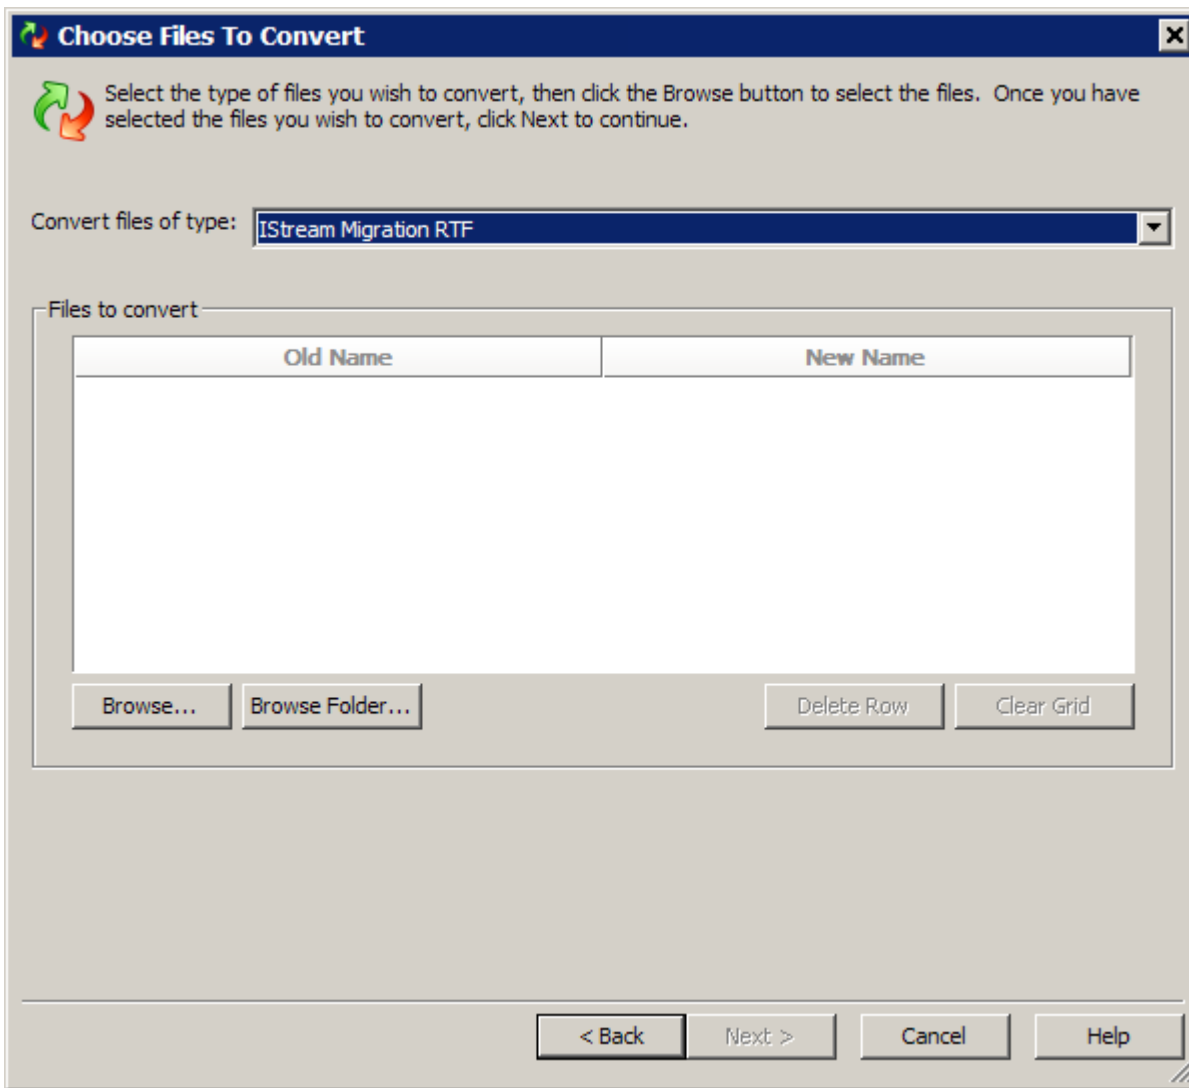 Choose Files To Convert
Select the type of files you wish to convert, then click the Browse button to select the files.  Once you have
selected the files you wish to convert, click Next to continue.
Convert files of type: IStream Migration RTF
Files to convert
Old Name New Name
Browse... Browse Folder... Delete Row Clear Grid
< Back Next > Cancel Help